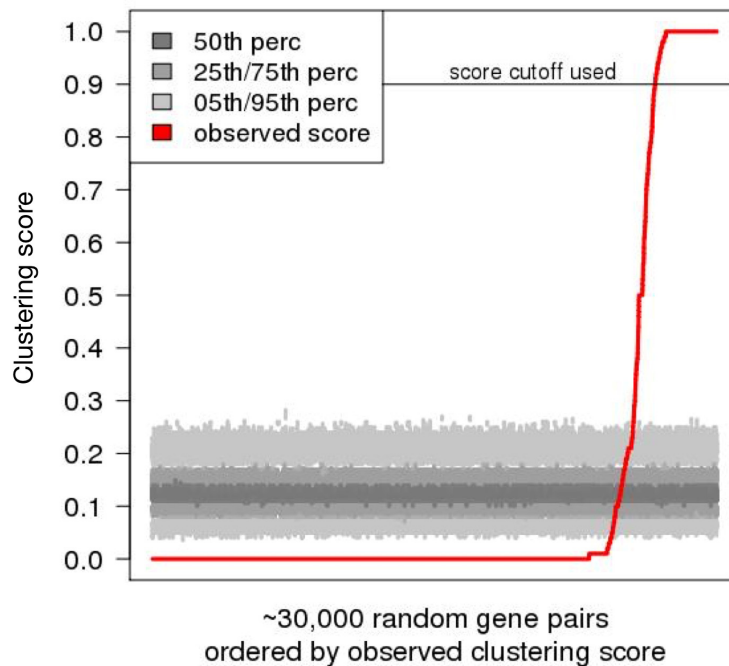 1.0
0.9
0.8
0.7
0.6
0.5
0.4
0.3
0.2
0.1
0.0
Clustering score
50th perc
25th/75th perc
05th/95th perc
observed score
score cutoff used
~30,000 random gene pairs
ordered by observed clustering score